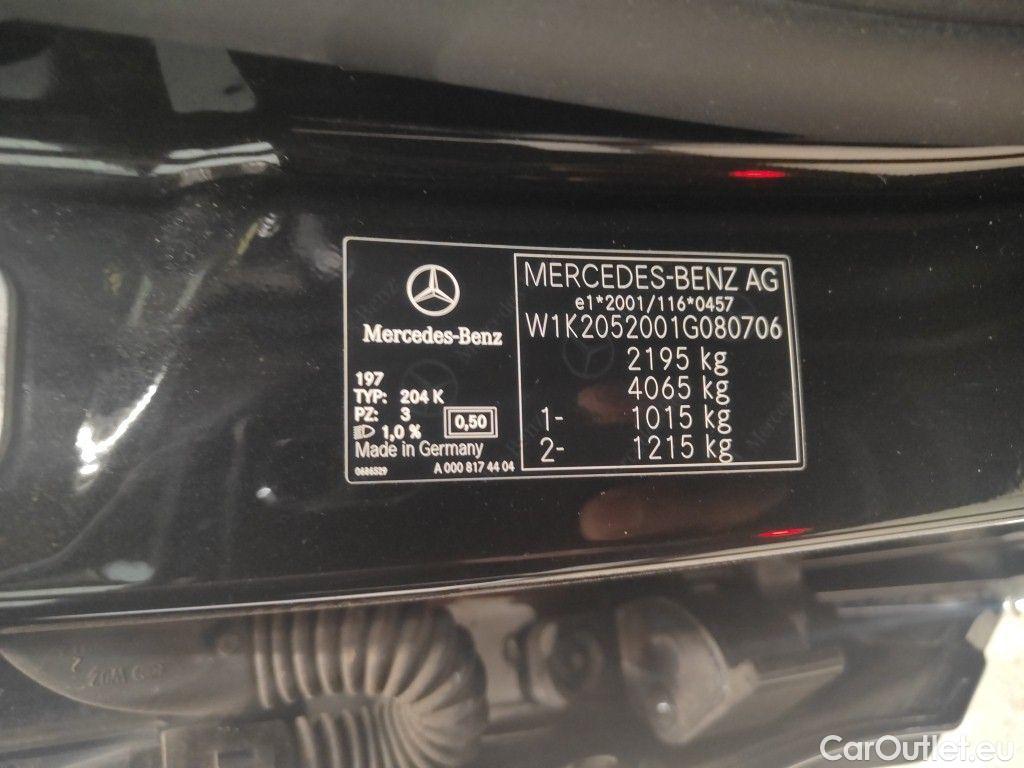 Mercedes-Benz
197
TYP: 204 K
PZ: 3
0,50
1,0 %
Made in Germany
A 000 817 44 04
MERCEDES-BENZ AG
e1*2001/116*0457
W1K2052001G080706
2195 kg
4065 kg
1- 1015 kg
2- 1215 kg
CarOutlet.eu